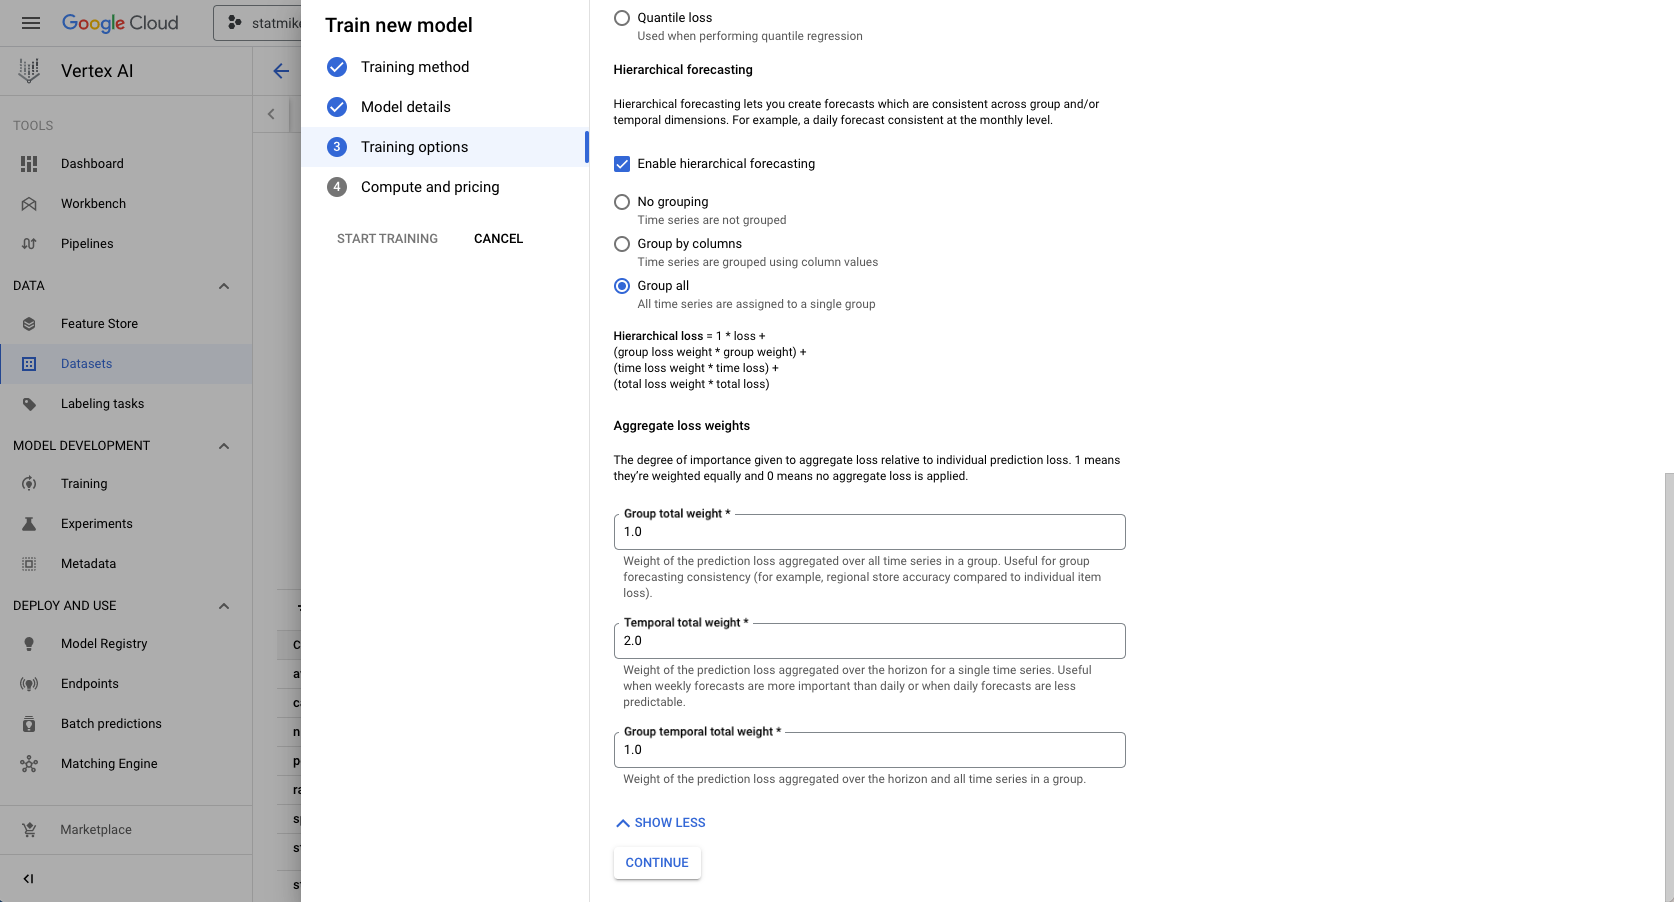 Google Cloud
statmike
Vertex AI
TOOLS
Dashboard
Workbench
Pipelines
DATA
Feature Store
Datasets
Labeling tasks
MODEL DEVELOPMENT
Training
Experiments
Metadata
DEPLOY AND USE
Model Registry
Endpoints
Batch predictions
Matching Engine
Marketplace
Train new model
Training method
Model details
3 Training options
4 Compute and pricing
START TRAINING CANCEL
Quantile loss
Used when performing quantile regression
Hierarchical forecasting
Hierarchical forecasting lets you create forecasts which are consistent across group and/or
temporal dimensions. For example, a daily forecast consistent at the monthly level.
Enable hierarchical forecasting
No grouping
Time series are not grouped
Group by columns
Time series are grouped using column values
Group all
All time series are assigned to a single group
Hierarchical loss = 1 * loss +
(group loss weight * group weight) +
(time loss weight * time loss) +
(total loss weight * total loss)
Aggregate loss weights
The degree of importance given to aggregate loss relative to individual prediction loss. 1 means
they’re weighted equally and 0 means no aggregate loss is applied.
Group total weight *
1.0
Weight of the prediction loss aggregated over all time series in a group. Useful for group
forecasting consistency (for example, regional store accuracy compared to individual item
loss).
Temporal total weight *
2.0
Weight of the prediction loss aggregated over the horizon for a single time series. Useful
when weekly forecasts are more important than daily or when daily forecasts are less
predictable.
Group temporal total weight *
1.0
Weight of the prediction loss aggregated over the horizon and all time series in a group.
SHOW LESS
CONTINUE